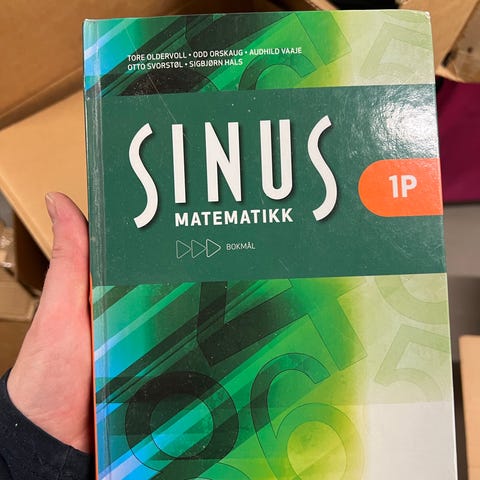 TORE OLDERVOLL • ODD ORSKAUG • AUDHILD VAAJE
OTTO SVORSTØL • SIGBJØRN HALS
SINUS
1P
MATEMATIKK
BOKMÅL